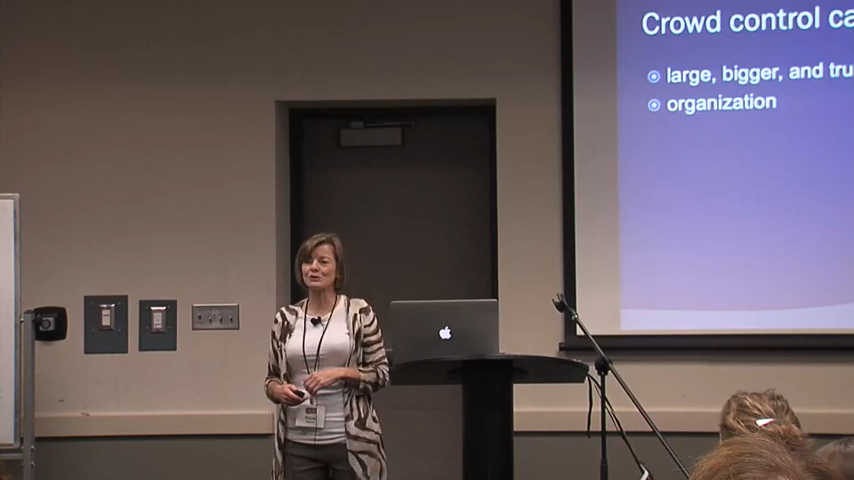 Crowd control ca
large, bigger, and tru
organization